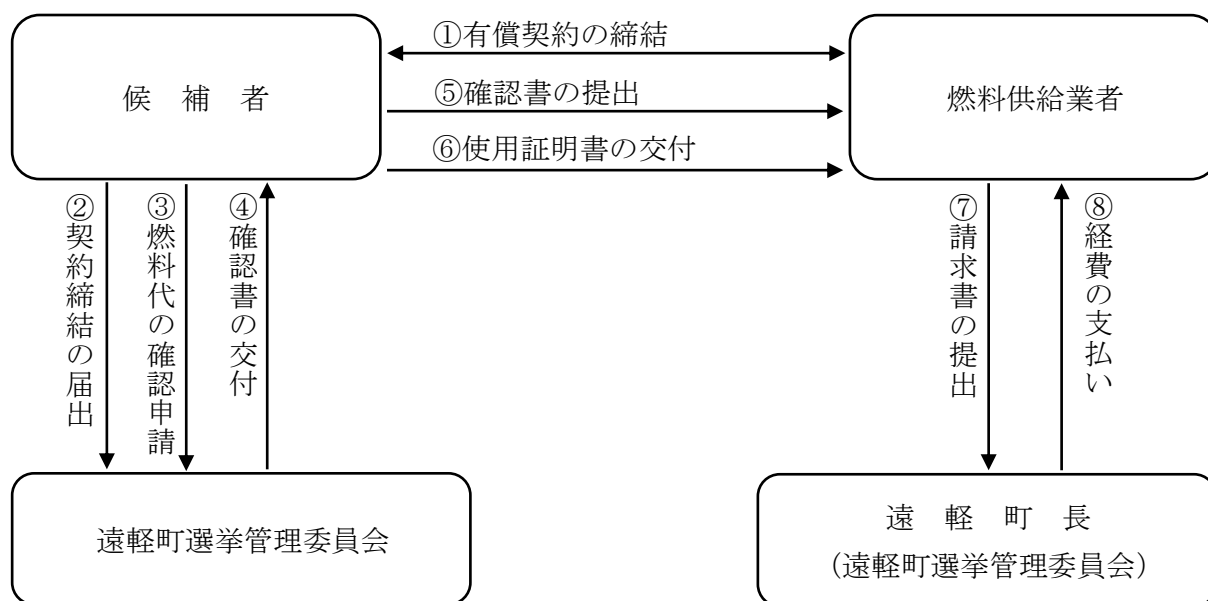 ①有償契約の締結
候 補 者
⑤確認書の提出
燃料供給業者
⑥使用証明書の交付
②契約締結の届出
③燃料代の確認申請
④確認書の交付
⑦請求書の提出
⑧経費の支払い
遠軽町選挙管理委員会
遠 軽 町 長
(遠軽町選挙管理委員会)